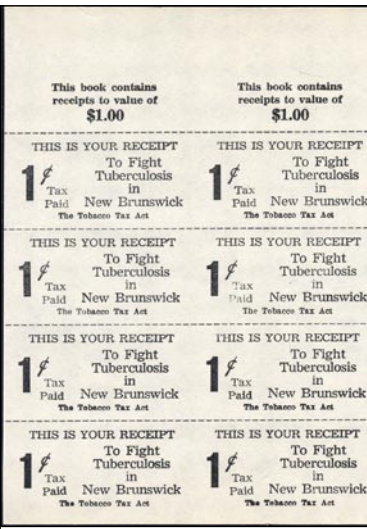 This book contains
receipts to value of
$1.00
This book contains
receipts to value of
$1.00
THIS IS YOUR RECEIPT
1¢ Tax Paid
To Fight
Tuberculosis
in
New Brunswick
The Tobacco Tax Act
THIS IS YOUR RECEIPT
1¢ Tax Paid
To Fight
Tuberculosis
in
New Brunswick
The Tobacco Tax Act
THIS IS YOUR RECEIPT
1¢ Tax Paid
To Fight
Tuberculosis
in
New Brunswick
The Tobacco Tax Act
THIS IS YOUR RECEIPT
1¢ Tax Paid
To Fight
Tuberculosis
in
New Brunswick
The Tobacco Tax Act
THIS IS YOUR RECEIPT
1¢ Tax Paid
To Fight
Tuberculosis
in
New Brunswick
The Tobacco Tax Act
THIS IS YOUR RECEIPT
1¢ Tax Paid
To Fight
Tuberculosis
in
New Brunswick
The Tobacco Tax Act
THIS IS YOUR RECEIPT
1¢ Tax Paid
To Fight
Tuberculosis
in
New Brunswick
The Tobacco Tax Act
THIS IS YOUR RECEIPT
1¢ Tax Paid
To Fight
Tuberculosis
in
New Brunswick
The Tobacco Tax Act